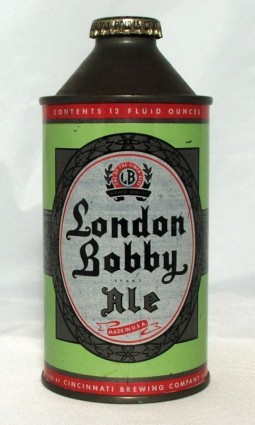 CONTENTS 12 FLUID OUNCES
LB
London
Bobby
BRAND
Ale
MADE IN U.S.A.
CINCINNATI BREWING COMPANY